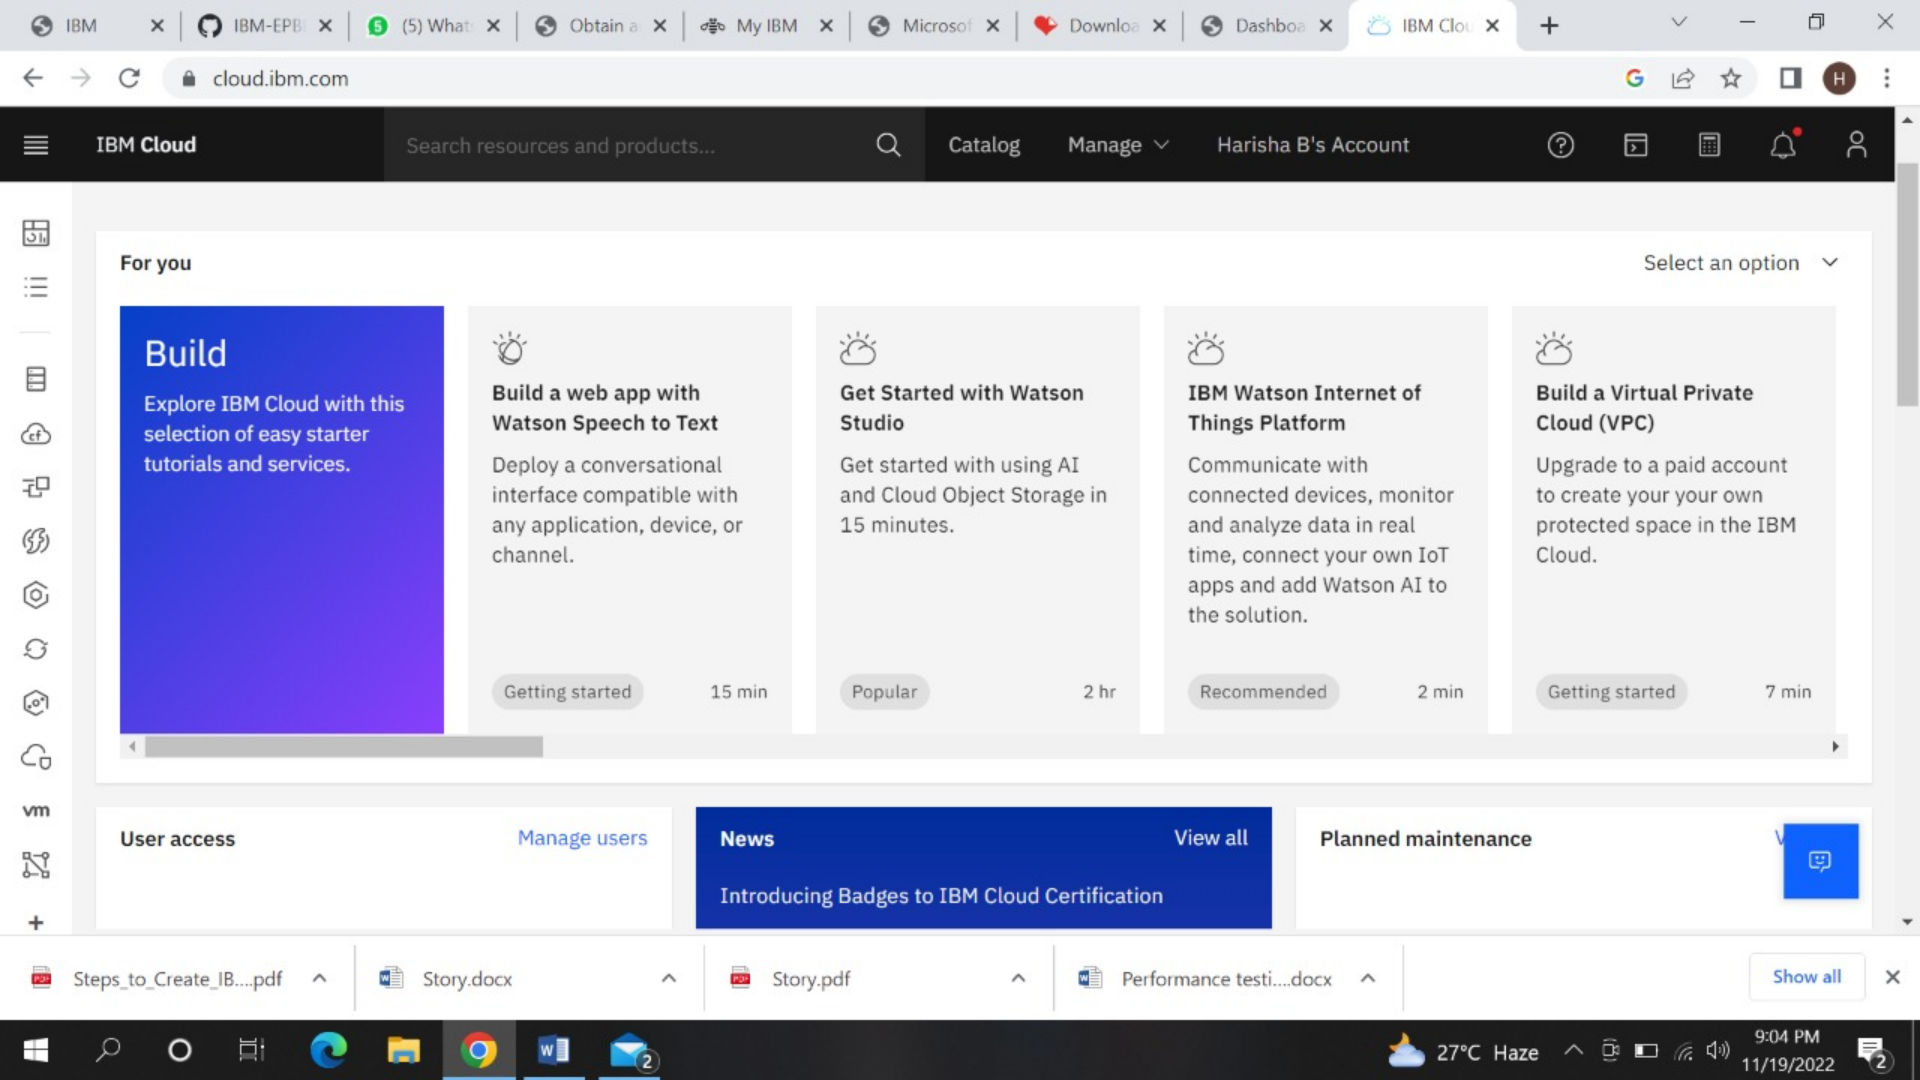 IBM
IBM-EPB
(5) What
Obtain a
My IBM
Microsof
Downloa
Dashboa
IBM Clou
cloud.ibm.com
H
IBM Cloud
Search resources and products...
Catalog
Manage
Harisha B's Account
For you
Select an option
Build
Explore IBM Cloud with this
selection of easy starter
tutorials and services.
Build a web app with
Watson Speech to Text
Deploy a conversational
interface compatible with
any application, device, or
channel.
Getting started
15 min
Get Started with Watson
Studio
Get started with using AI
and Cloud Object Storage in
15 minutes.
Popular
2 hr
IBM Watson Internet of
Things Platform
Communicate with
connected devices, monitor
and analyze data in real
time, connect your own IoT
apps and add Watson AI to
the solution.
Recommended
2 min
Build a Virtual Private
Cloud (VPC)
Upgrade to a paid account
to create your your own
protected space in the IBM
Cloud.
Getting started
7 min
vm
User access
Manage users
News
View all
Introducing Badges to IBM Cloud Certification
Planned maintenance
Steps_to_Create_IB....pdf
Story.docx
Story.pdf
Performance testi....docx
Show all
2
27°C Haze
9:04 PM
11/19/2022
2